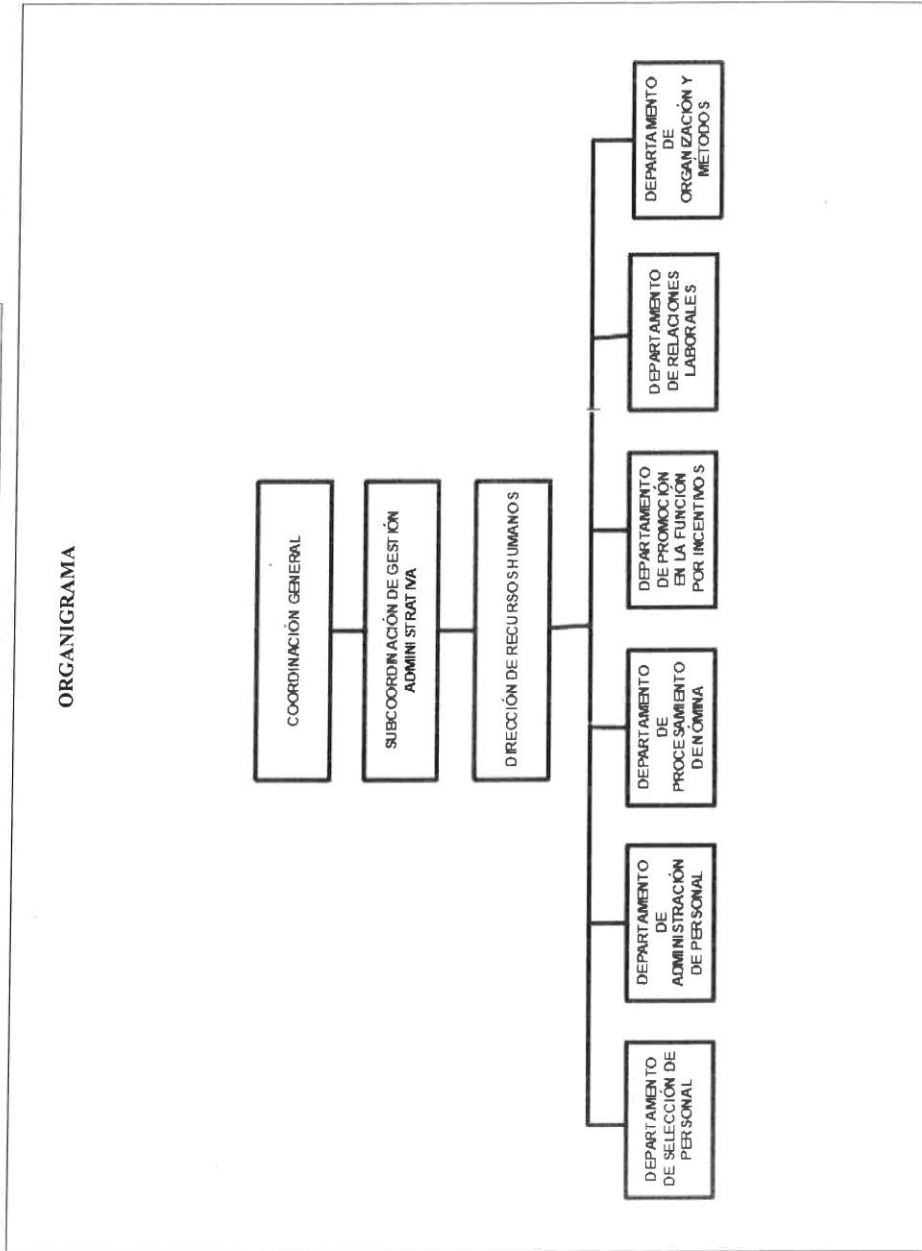 ORGANIGRAMA
COORDINACIÓN GENERAL
SUBCOORDINACIÓN DE GESTIÓN
ADMINISTRATIVA
DIRECCIÓN DE RECURSOS HUMANOS
DEPARTAMENTO
DE SELECCIÓN DE
PERSONAL
DEPARTAMENTO
DE
ADMINISTRACIÓN
DE PERSONAL
DEPARTAMENTO
DE
PROCESAMIENTO
DE NÓMINA
DEPARTAMENTO
DE PROMOCIÓN
EN LA FUNCIÓN
POR INCENTIVOS
DEPARTAMENTO
DE RELACIONES
LABORALES
DEPARTAMENTO
DE
ORGANIZACIÓN Y
METODOS